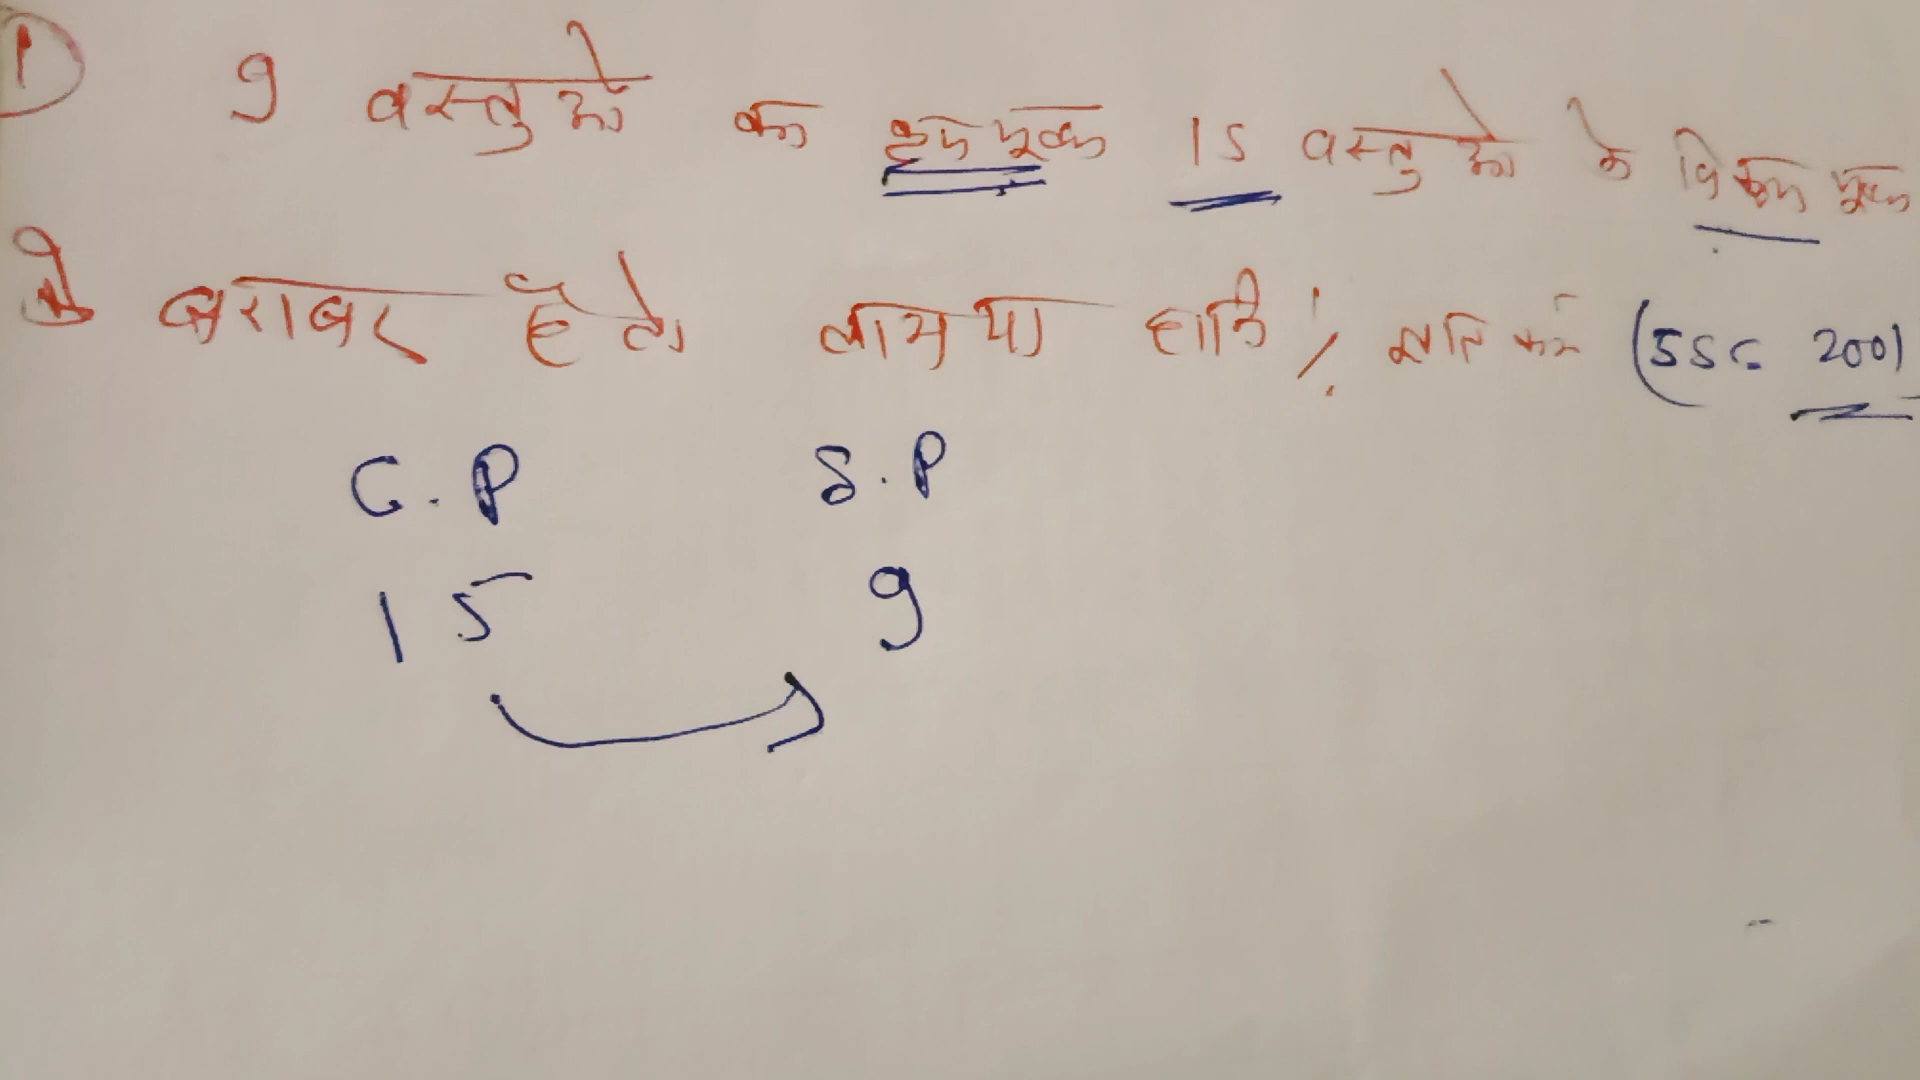 1) 9 वस्तुओ का क्रय मूल्य 15 वस्तुओ के विक्रय मूल्य
के बराबर है तो लाभ या हानि % ज्ञात करे (SSC 2001
C.P S.P
15 9